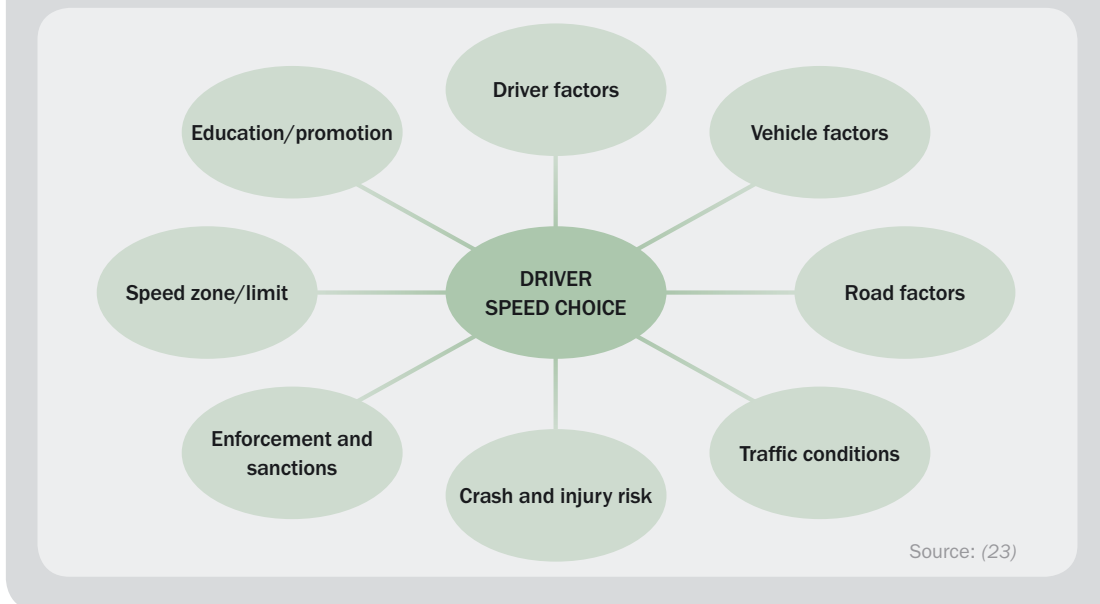 Driver factors
Education/promotion
Vehicle factors
DRIVER
SPEED CHOICE
Speed zone/limit
Road factors
Enforcement and
sanctions
Traffic conditions
Crash and injury risk
Source: (23)